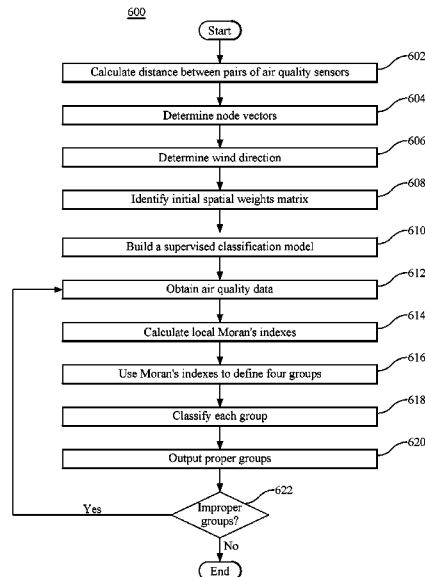 600
Start
Calculate distance between pairs of air quality sensors
602
Determine node vectors
604
Determine wind direction
606
Identify initial spatial weights matrix
608
Build a supervised classification model
610
Obtain air quality data
612
Calculate local Moran's indexes
614
Use Moran's indexes to define four groups
616
Classify each group
618
Output proper groups
620
Improper
groups?
622
Yes
No
End